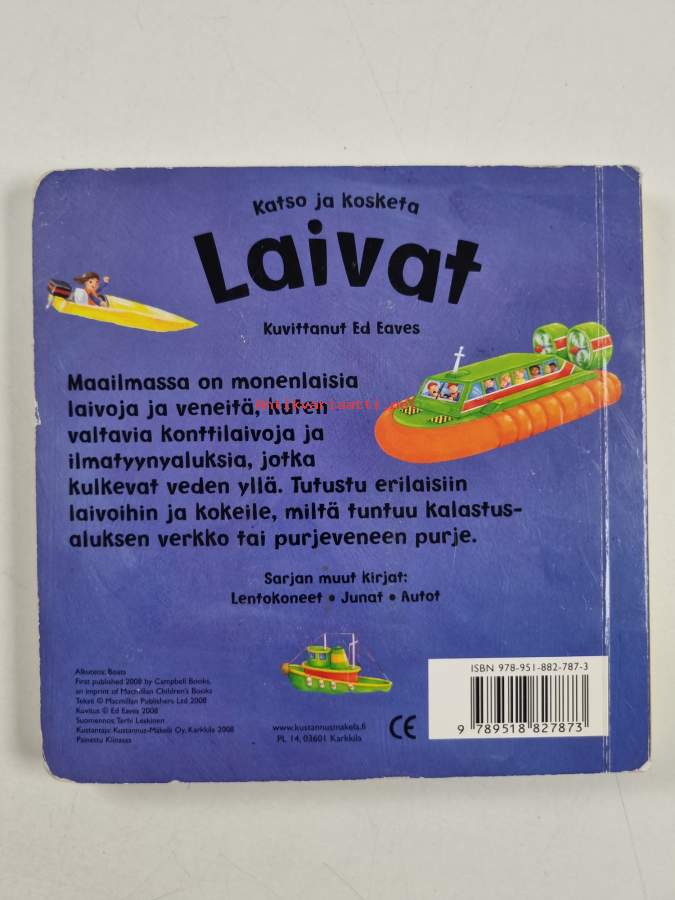 Katso ja kosketa
Laivat
Kuvittanut Ed Eaves
Maailmassa on monenlaisia
laivoja ja veneitä,
valtavia konttilaivoja ja
ilmatyynyaluksia, jotka
kulkevat veden yllä. Tutustu erilaisiin
laivoihin ja kokeile, miltä tuntuu kalastus-
aluksen verkko tai purjeveneen purje.
Sarjan muut kirjat:
Lentokoneet • Junat • Autot
Alkuteos: Boats
First published 2008 by Campbell Books,
an imprint of Macmillan Children's Books
Teksti © Macmillan Publishers Ltd 2008
Kuvitus © Ed Eaves 2008
Suomennos: Terhi Leskinen
Kustantaja: Kustannus-Mäkelä Oy, Karkkila 2008
Painettu Kiinassa
www.kustannusmakela.fi
PL 14, 03601 Karkkila
CE
ISBN 978-951-882-787-3
9 789518 827873